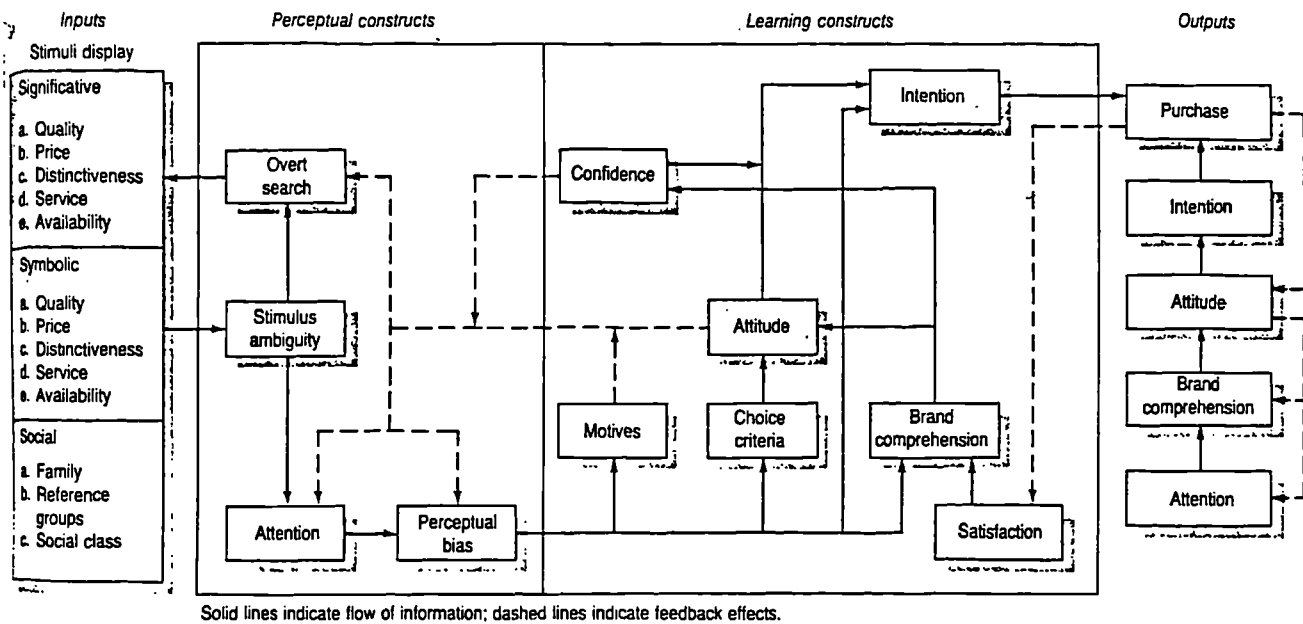 Inputs
Perceptual constructs
Learning constructs
Outputs
Stimuli display
Significative
a. Quality
b. Price
c. Distinctiveness
d. Service
e. Availability
Symbolic
a. Quality
b. Price
c. Distinctiveness
d. Service
e. Availability
Social
a. Family
b. Reference
groups
c. Social class
Overt
search
Stimulus
ambiguity
Attention
Perceptual
bias
Intention
Confidence
Attitude
Motives
Choice
criteria
Brand
comprehension
Satisfaction
Purchase
Intention
Attitude
Brand
comprehension
Attention
Solid lines indicate flow of information; dashed lines indicate feedback effects.